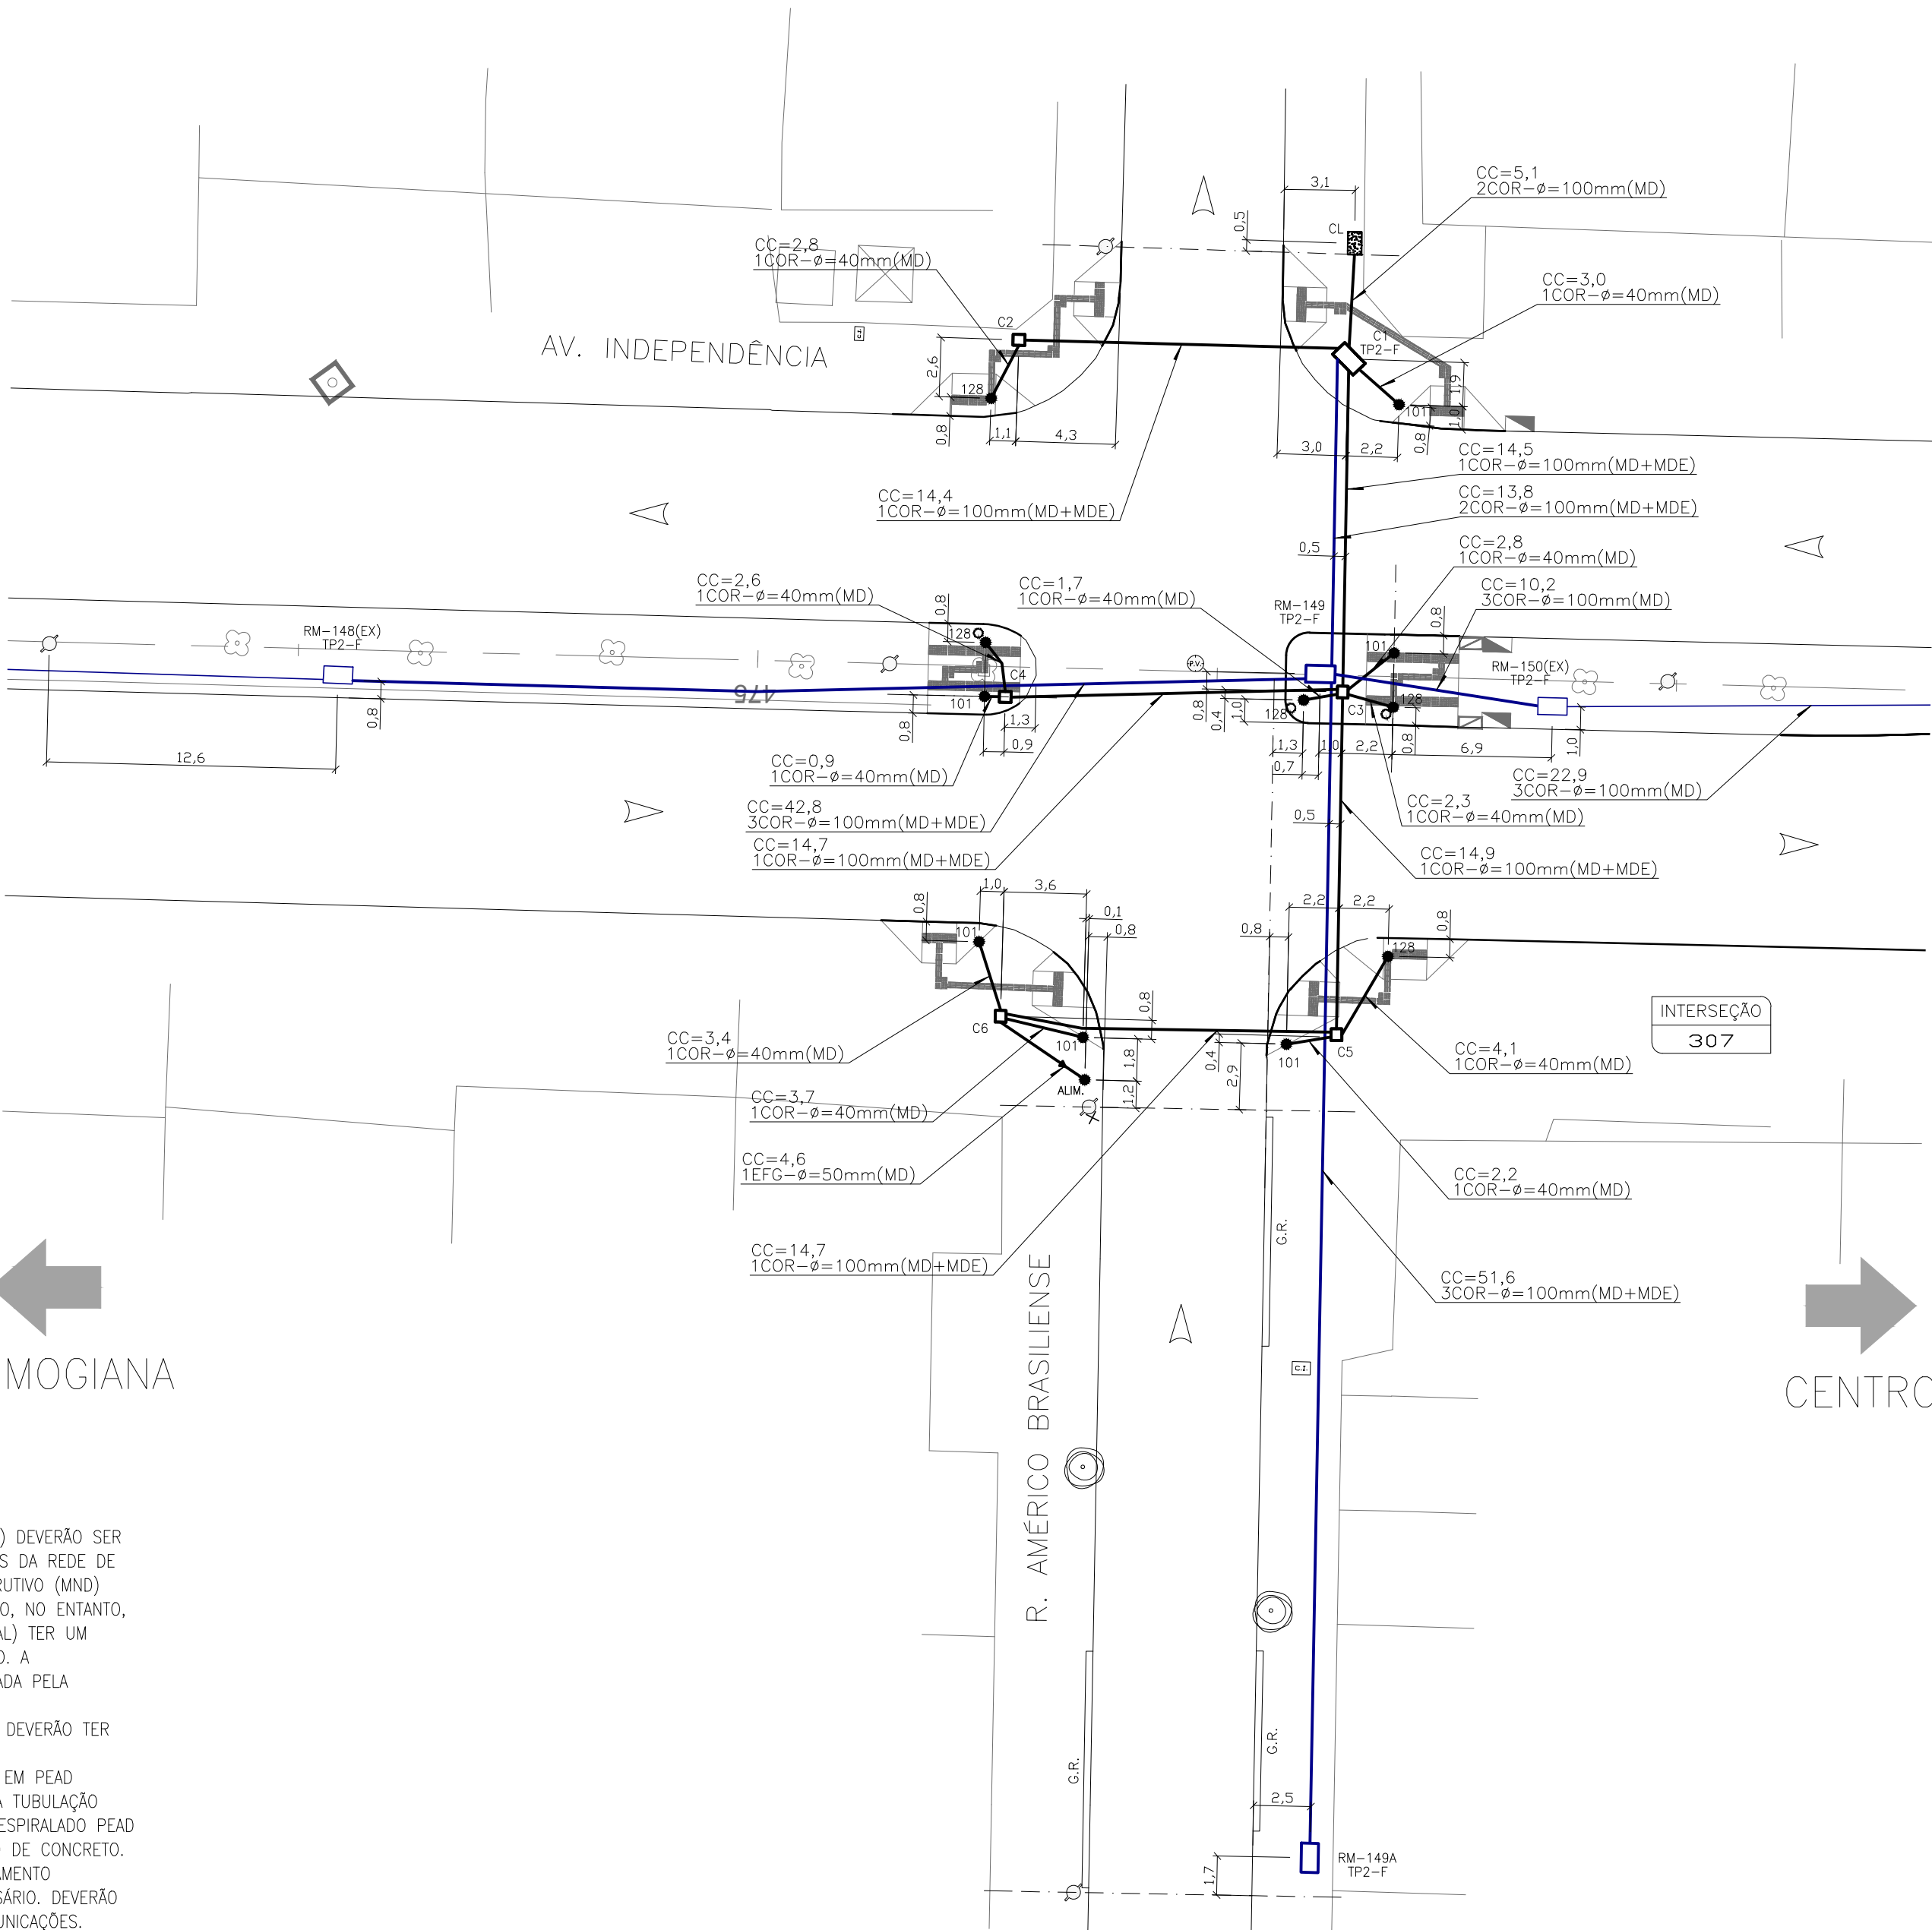 CC=5,1
2COR-ø=100mm(MD)
3,1
0,5
CL
CC=2,8
1COR-ø=40mm(MD)
CC=3,0
1COR-ø=40mm(MD)
C2
C1
TP2-F
AV. INDEPENDÊNCIA
C.I.
2,6
128
0,8
1,1
4,3
1,9
1,0
101
0,8
3,0
2,2
CC=14,5
1COR-ø=100mm(MD+MDE)
CC=14,4
1COR-ø=100mm(MD+MDE)
CC=13,8
2COR-ø=100mm(MD+MDE)
0,5
CC=2,8
1COR-ø=40mm(MD)
CC=2,6
1COR-ø=40mm(MD)
CC=1,7
1COR-ø=40mm(MD)
CC=10,2
3COR-ø=100mm(MD)
RM-149
TP2-F
0,8
0,8
RM-148(EX)
TP2-F
128
101
P.V.
RM-150(EX)
TP2-F
476
C4
101
0,8
0,8
0,8
0,4
1,0
128
C3
128
1,3
0,9
1,3
1,0
2,2
0,8
6,9
1,0
0,7
12,6
CC=0,9
1COR-ø=40mm(MD)
CC=22,9
3COR-ø=100mm(MD)
CC=42,8
3COR-ø=100mm(MD+MDE)
CC=2,3
1COR-ø=40mm(MD)
0,5
CC=14,7
1COR-ø=100mm(MD+MDE)
CC=14,9
1COR-ø=100mm(MD+MDE)
0,8
1,0
3,6
0,1
0,8
0,8
2,2
2,2
0,8
101
128
INTERSEÇÃO
307
C6
0,8
101
C5
101
0,4
2,9
1,8
1,2
ALIM.
CC=3,4
1COR-ø=40mm(MD)
CC=4,1
1COR-ø=40mm(MD)
CC=3,7
1COR-ø=40mm(MD)
CC=4,6
1EFG-ø=50mm(MD)
CC=2,2
1COR-ø=40mm(MD)
CC=14,7
1COR-ø=100mm(MD+MDE)
CC=51,6
3COR-ø=100mm(MD+MDE)
G.R.
R. AMÉRICO BRASILIENSE
C.I.
MOGIANA
CENTRO
) DEVERÃO SER
S DA REDE DE
RUTIVO (MND)
O, NO ENTANTO,
AL) TER UM
O. A
ADA PELA
DEVERÃO TER
EM PEAD
A TUBULAÇÃO
ESPIRALADO PEAD
DE CONCRETO.
AMENTO
SÁRIO. DEVERÃO
UNICAÇÕES.
G.R.
G.R.
2,5
1,7
RM-149A
TP2-F